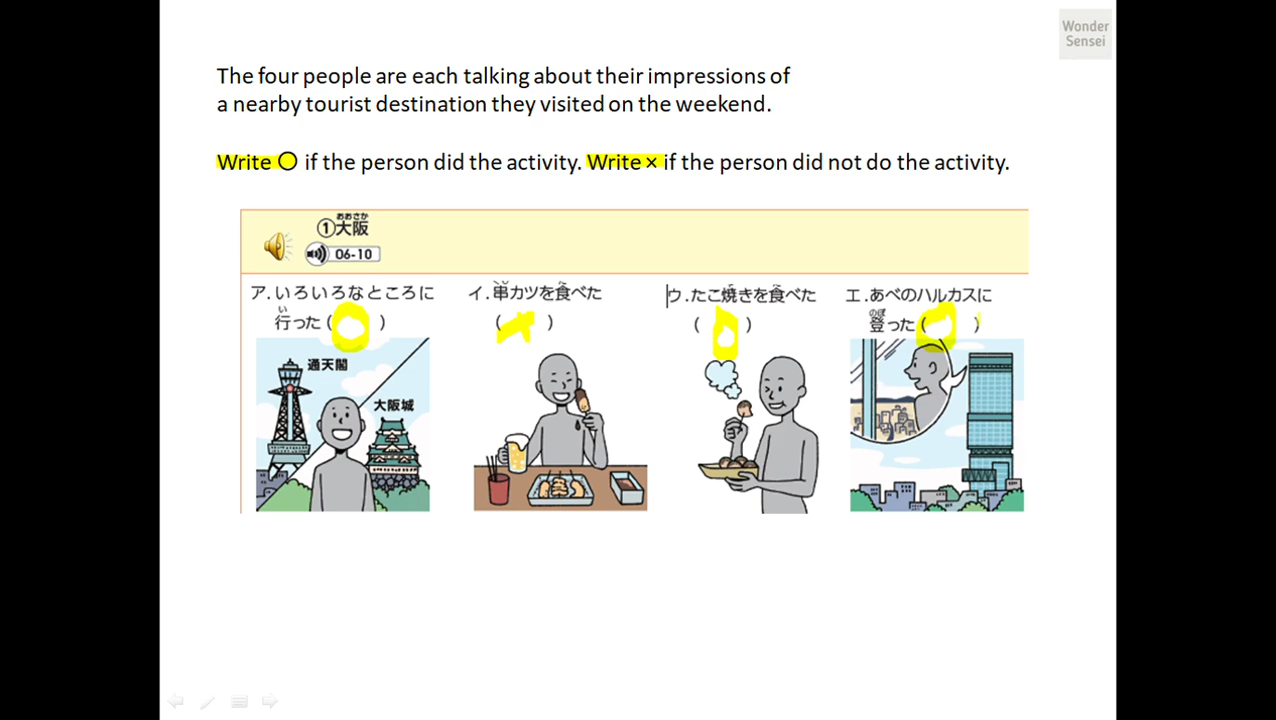 Wonder
Sensei
The four people are each talking about their impressions of
a nearby tourist destination they visited on the weekend.
Write ○ if the person did the activity. Write × if the person did not do the activity.
おおさか
①大阪
06-10
ア.いろいろなところに
い
行った ( ○ )
くし た
イ.串カツを食べた
( × )
や た
ウ.たこ焼きを食べた
( ○ )
エ.あべのハルカスに
のぼ
登った ( ○ )
通天閣
大阪城